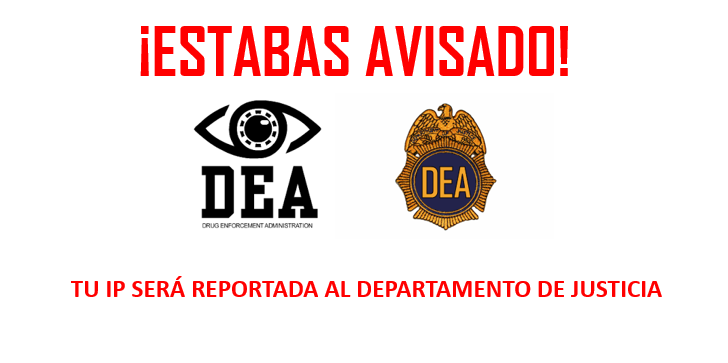 ¡ESTABAS AVISADO!
DEA
DRUG ENFORCEMENT ADMINISTRATION
DEA
TU IP SERÁ REPORTADA AL DEPARTAMENTO DE JUSTICIA